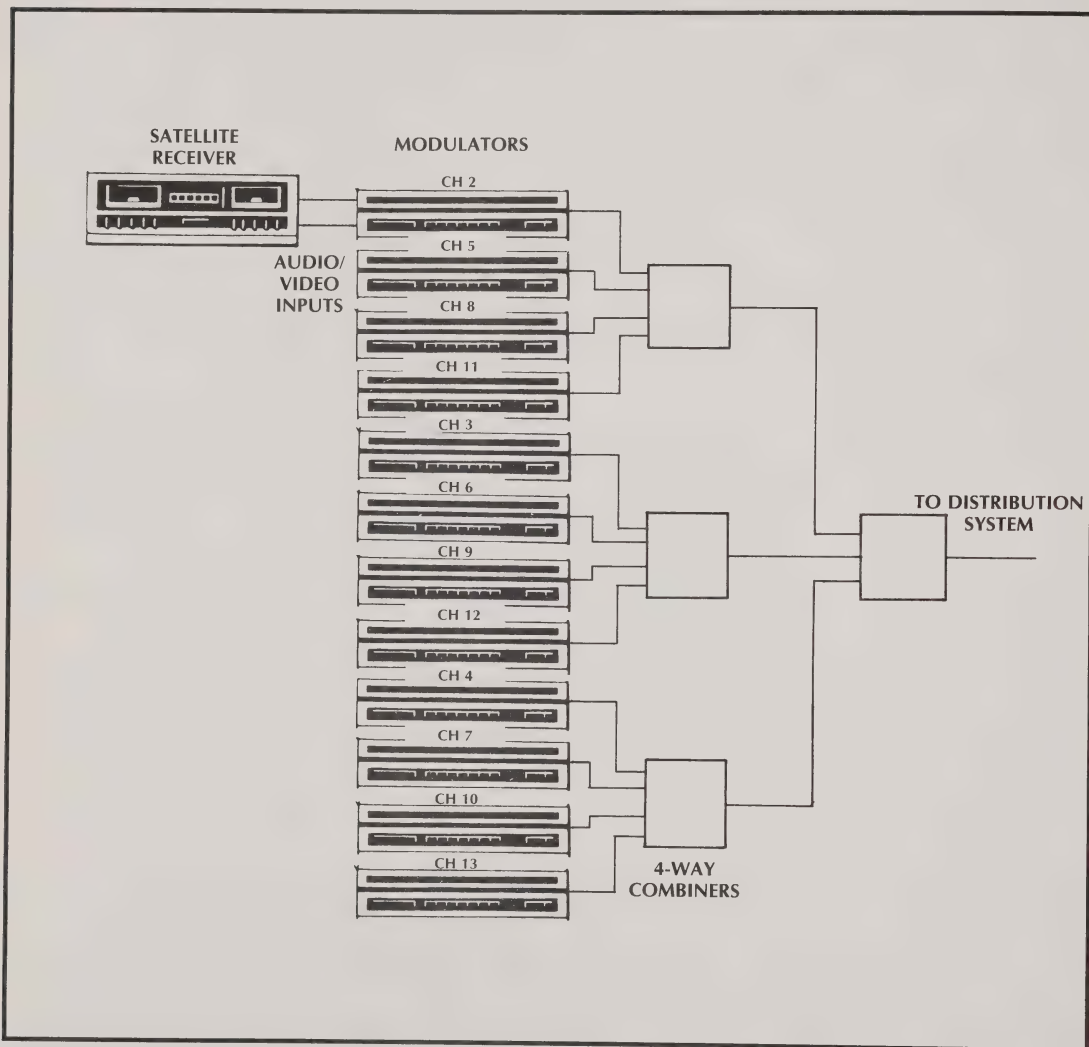 SATELLITE
RECEIVER
MODULATORS
CH 2
CH 5
AUDIO/
VIDEO
INPUTS
CH 8
CH 11
CH 3
CH 6
TO DISTRIBUTION
SYSTEM
CH 9
CH 12
CH 4
CH 7
CH 10
CH 13
4-WAY
COMBINERS